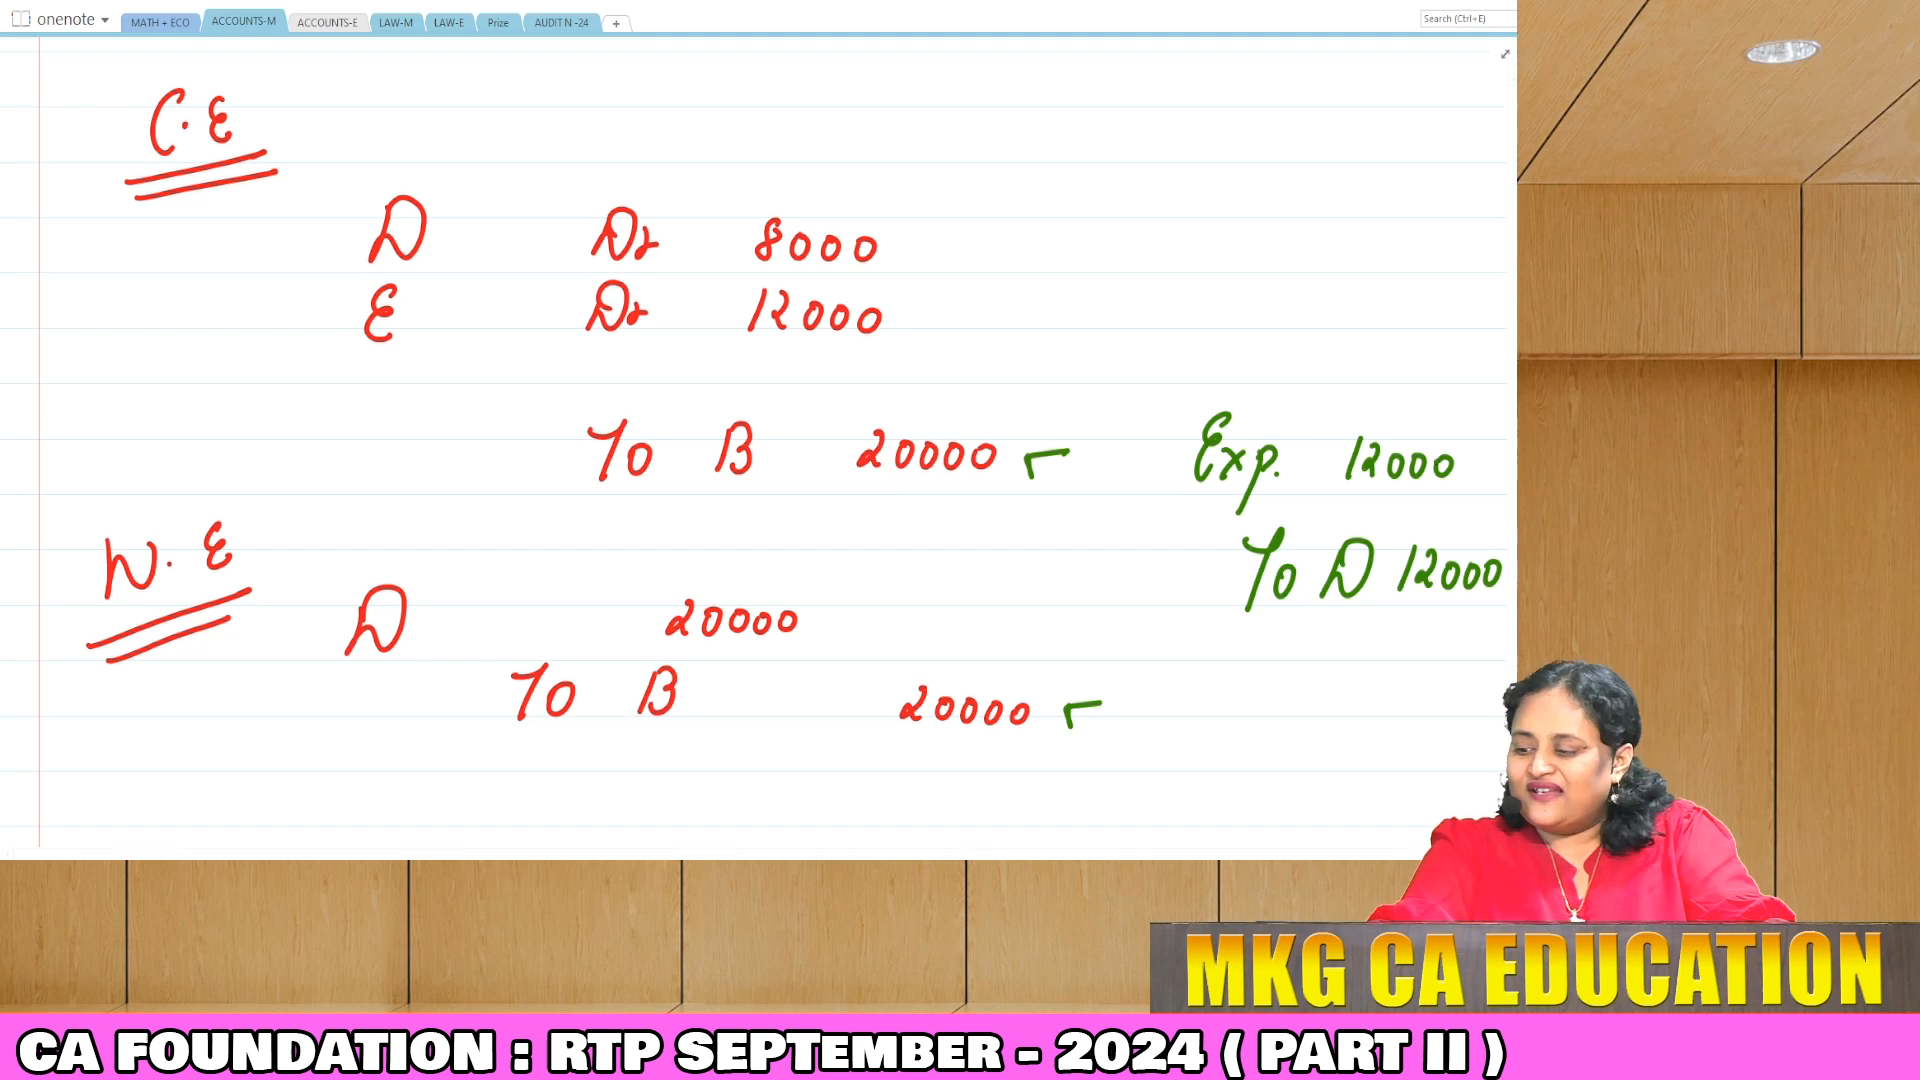 onenote MATH + ECO ACCOUNTS-M ACCOUNTS-E LAW-M LAW-E Prize AUDIT N -24 + Search (Ctrl+E)
C.E
D Dr 8000
E Dr 12000
To B 20000
Exp. 12000
To D 12000
W.E
D 20000
To B 20000
MKG CA EDUCATION
CA FOUNDATION : RTP SEPTEMBER - 2024 ( PART II )